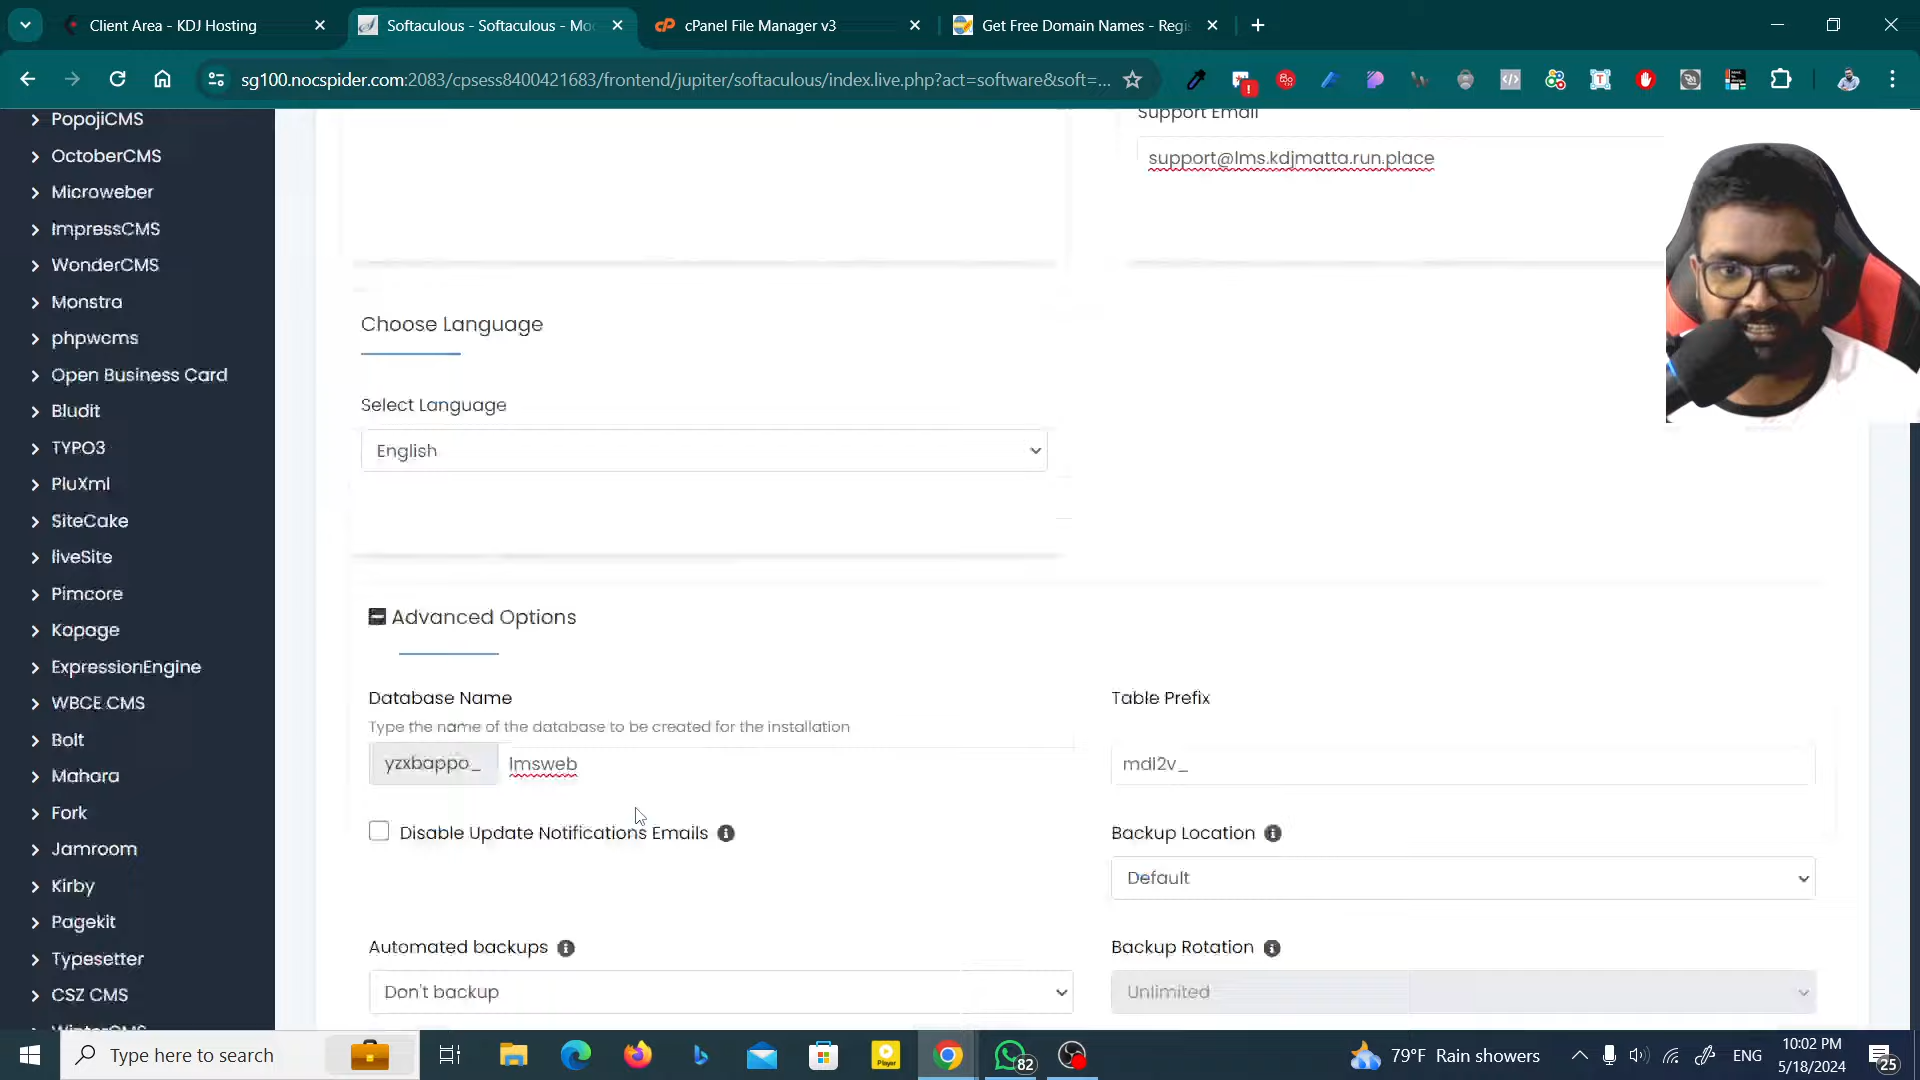 Client Area - KDJ Hosting
Softaculous - Softaculous - Moo
cPanel File Manager v3
Get Free Domain Names - Regis
sg100.nocspider.com:2083/cpsess8400421683/frontend/jupiter/softaculous/index.live.php?act=software&soft=...
PopojiCMS
OctoberCMS
Microweber
ImpressCMS
WonderCMS
Monstra
phpwcms
Open Business Card
Bludit
TYPO3
PluXml
SiteCake
liveSite
Pimcore
Kopage
ExpressionEngine
WBCE CMS
Bolt
Mahara
Fork
Jamroom
Kirby
Pagekit
Typesetter
CSZ CMS
WinterCMS
Support Email
support@lms.kdjmatta.run.place
Choose Language
Select Language
English
Advanced Options
Database Name
Type the name of the database to be created for the installation
yzxbappo_ lmsweb
Table Prefix
mdl2v_
Disable Update Notifications Emails
Backup Location
Default
Automated backups
Don't backup
Backup Rotation
Unlimited
Type here to search
Player
82
79°F Rain showers
ENG
10:02 PM
5/18/2024
25